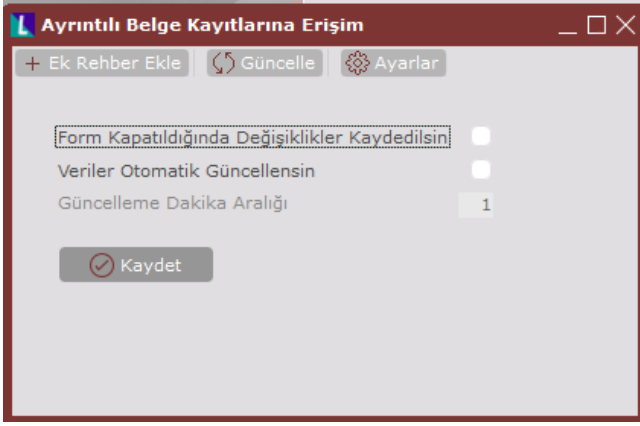 Ayrıntılı Belge Kayıtlarına Erişim
+ Ek Rehber Ekle Güncelle Ayarlar
Form Kapatıldığında Değişiklikler Kaydedilsin
Veriler Otomatik Güncellensin
Güncelleme Dakika Aralığı 1
Kaydet